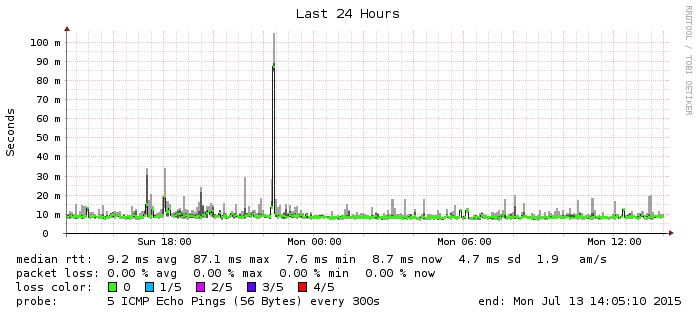 Last 24 Hours
RRDTOOL / TOBI OETIKER
Seconds
100 m
90 m
80 m
70 m
60 m
50 m
40 m
30 m
20 m
10 m
0
Sun 18:00 Mon 00:00 Mon 06:00 Mon 12:00
median rtt: 9.2 ms avg 87.1 ms max 7.6 ms min 8.7 ms now 4.7 ms sd 1.9 am/s
packet loss: 0.00 % avg 0.00 % max 0.00 % min 0.00 % now
loss color: 0 1/5 2/5 3/5 4/5
probe: 5 ICMP Echo Pings (56 Bytes) every 300s end: Mon Jul 13 14:05:10 2015